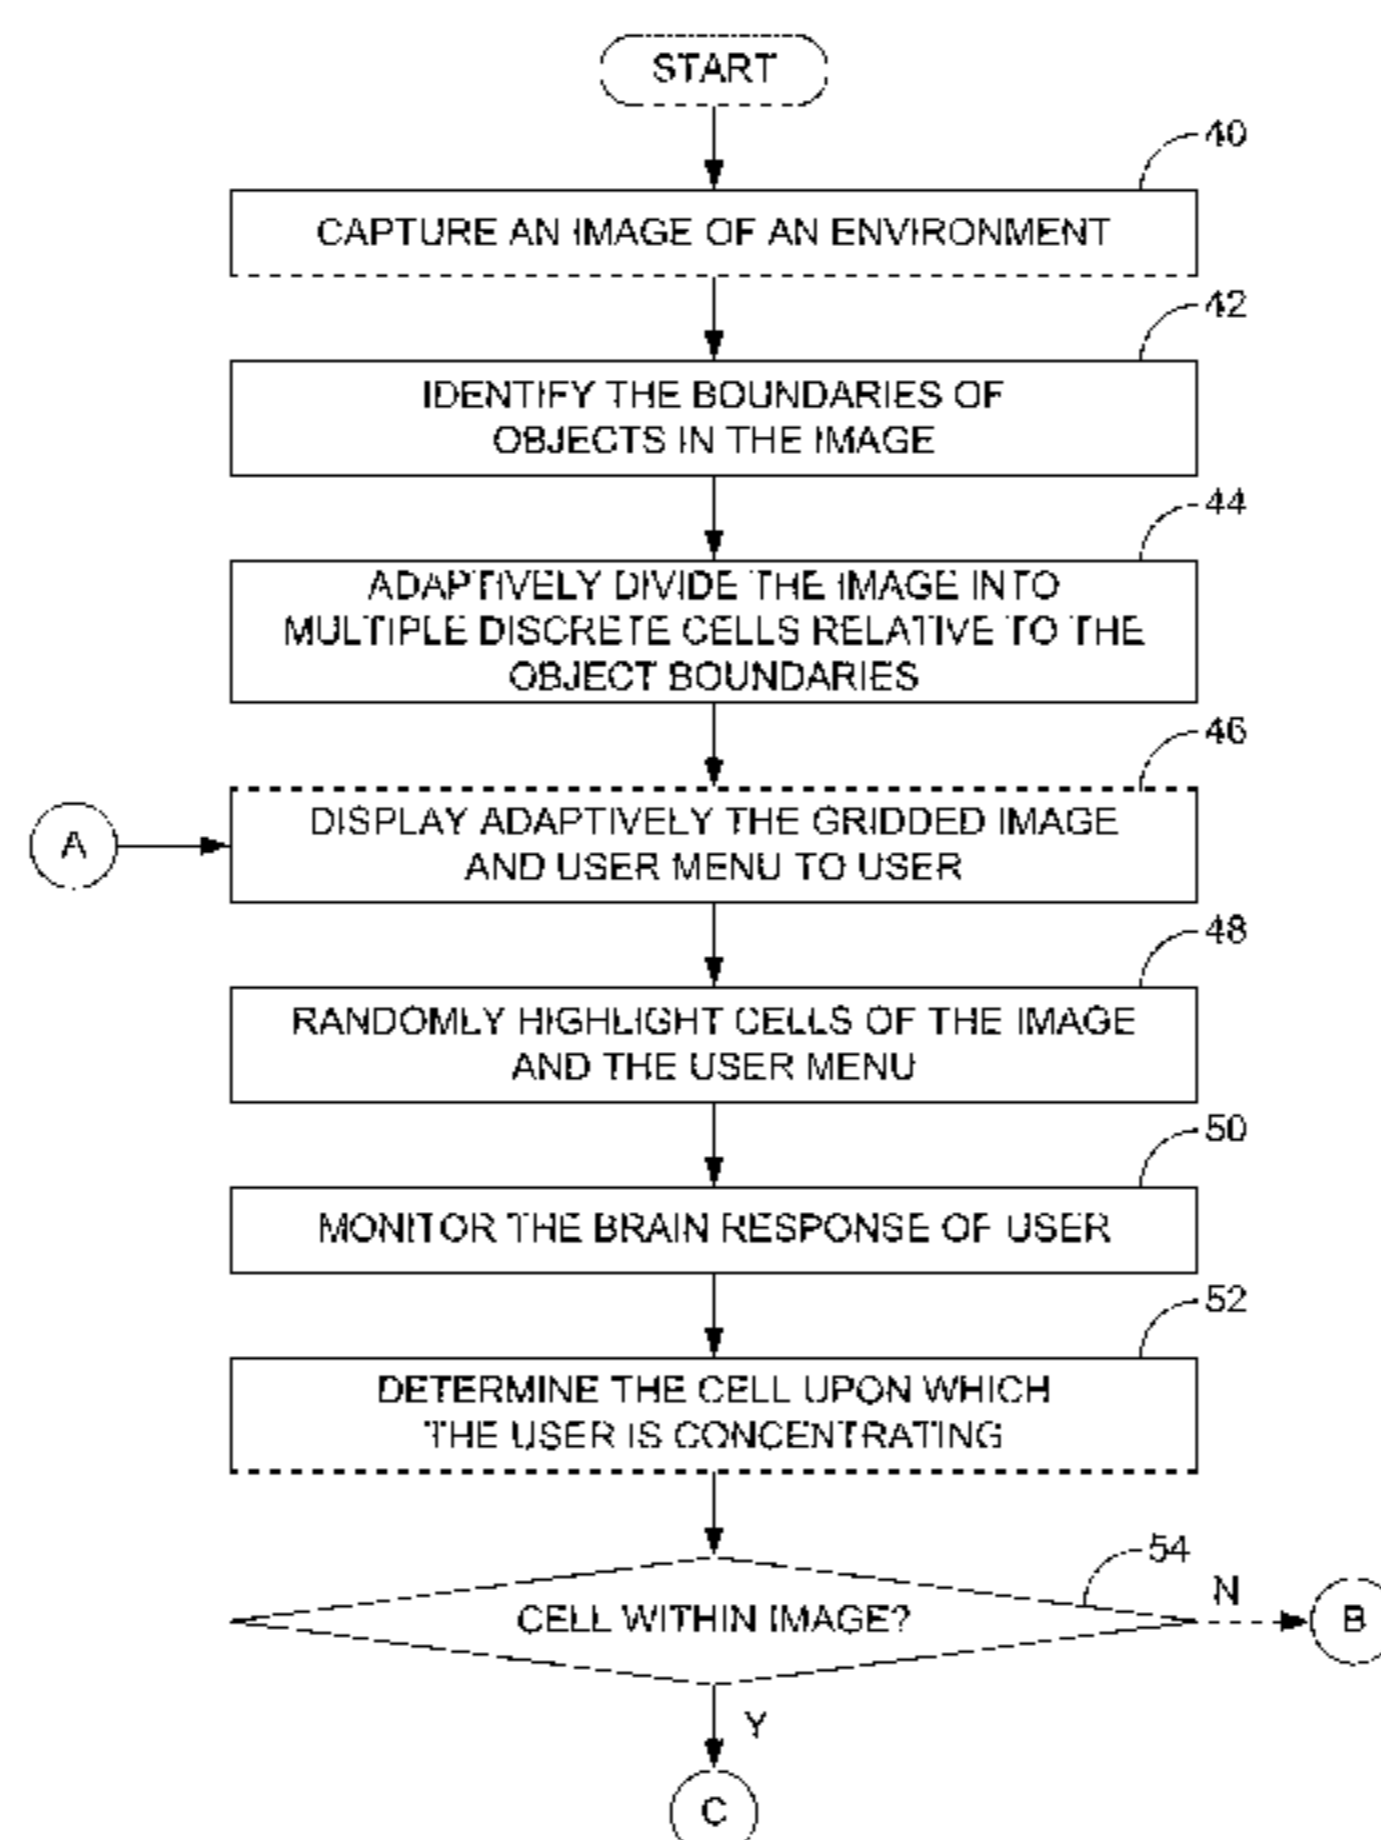 START
40
CAPTURE AN IMAGE OF AN ENVIRONMENT
42
IDENTIFY THE BOUNDARIES OF
OBJECTS IN THE IMAGE
44
ADAPTIVELY DIVIDE THE IMAGE INTO
MULTIPLE DISCRETE CELLS RELATIVE TO THE
OBJECT BOUNDARIES
46
A
DISPLAY ADAPTIVELY THE GRIDDED IMAGE
AND USER MENU TO USER
48
RANDOMLY HIGHLIGHT CELLS OF THE IMAGE
AND THE USER MENU
50
MONITOR THE BRAIN RESPONSE OF USER
52
DETERMINE THE CELL UPON WHICH
THE USER IS CONCENTRATING
54
CELL WITHIN IMAGE?
N
B
Y
C